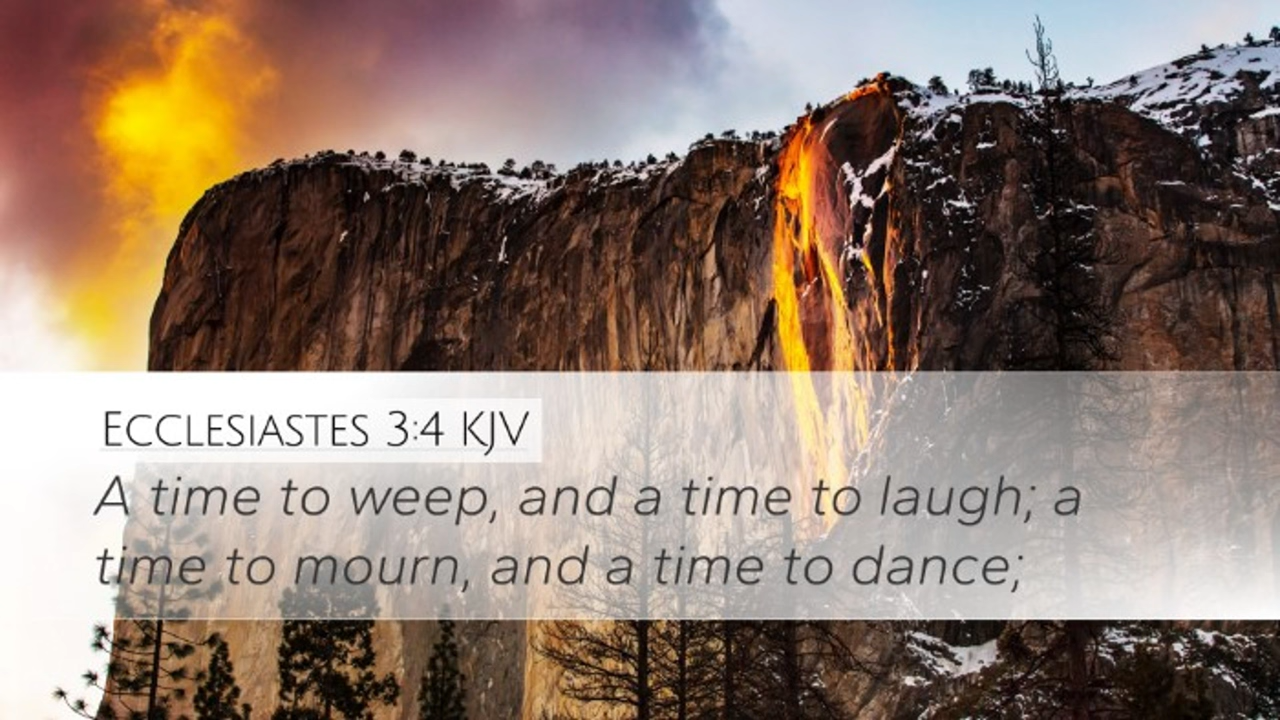 Ecclesiastes 3:4 KJV
A time to weep, and a time to laugh; a
time to mourn, and a time to dance;